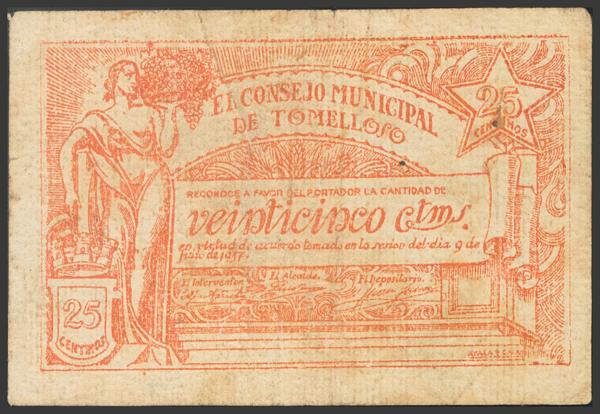 EL CONSEJO MUNICIPAL
DE TOMELLOSO
25
CENTIMOS
RECONOCE A FAVOR DEL PORTADOR LA CANTIDAD DE
veinticinco ctms.
en virtud de acuerdo tomado en la sesion del dia 9 de
Julio de 1937.
El Interventor
El Alcalde.
El Depositario.
25
CENTIMOS